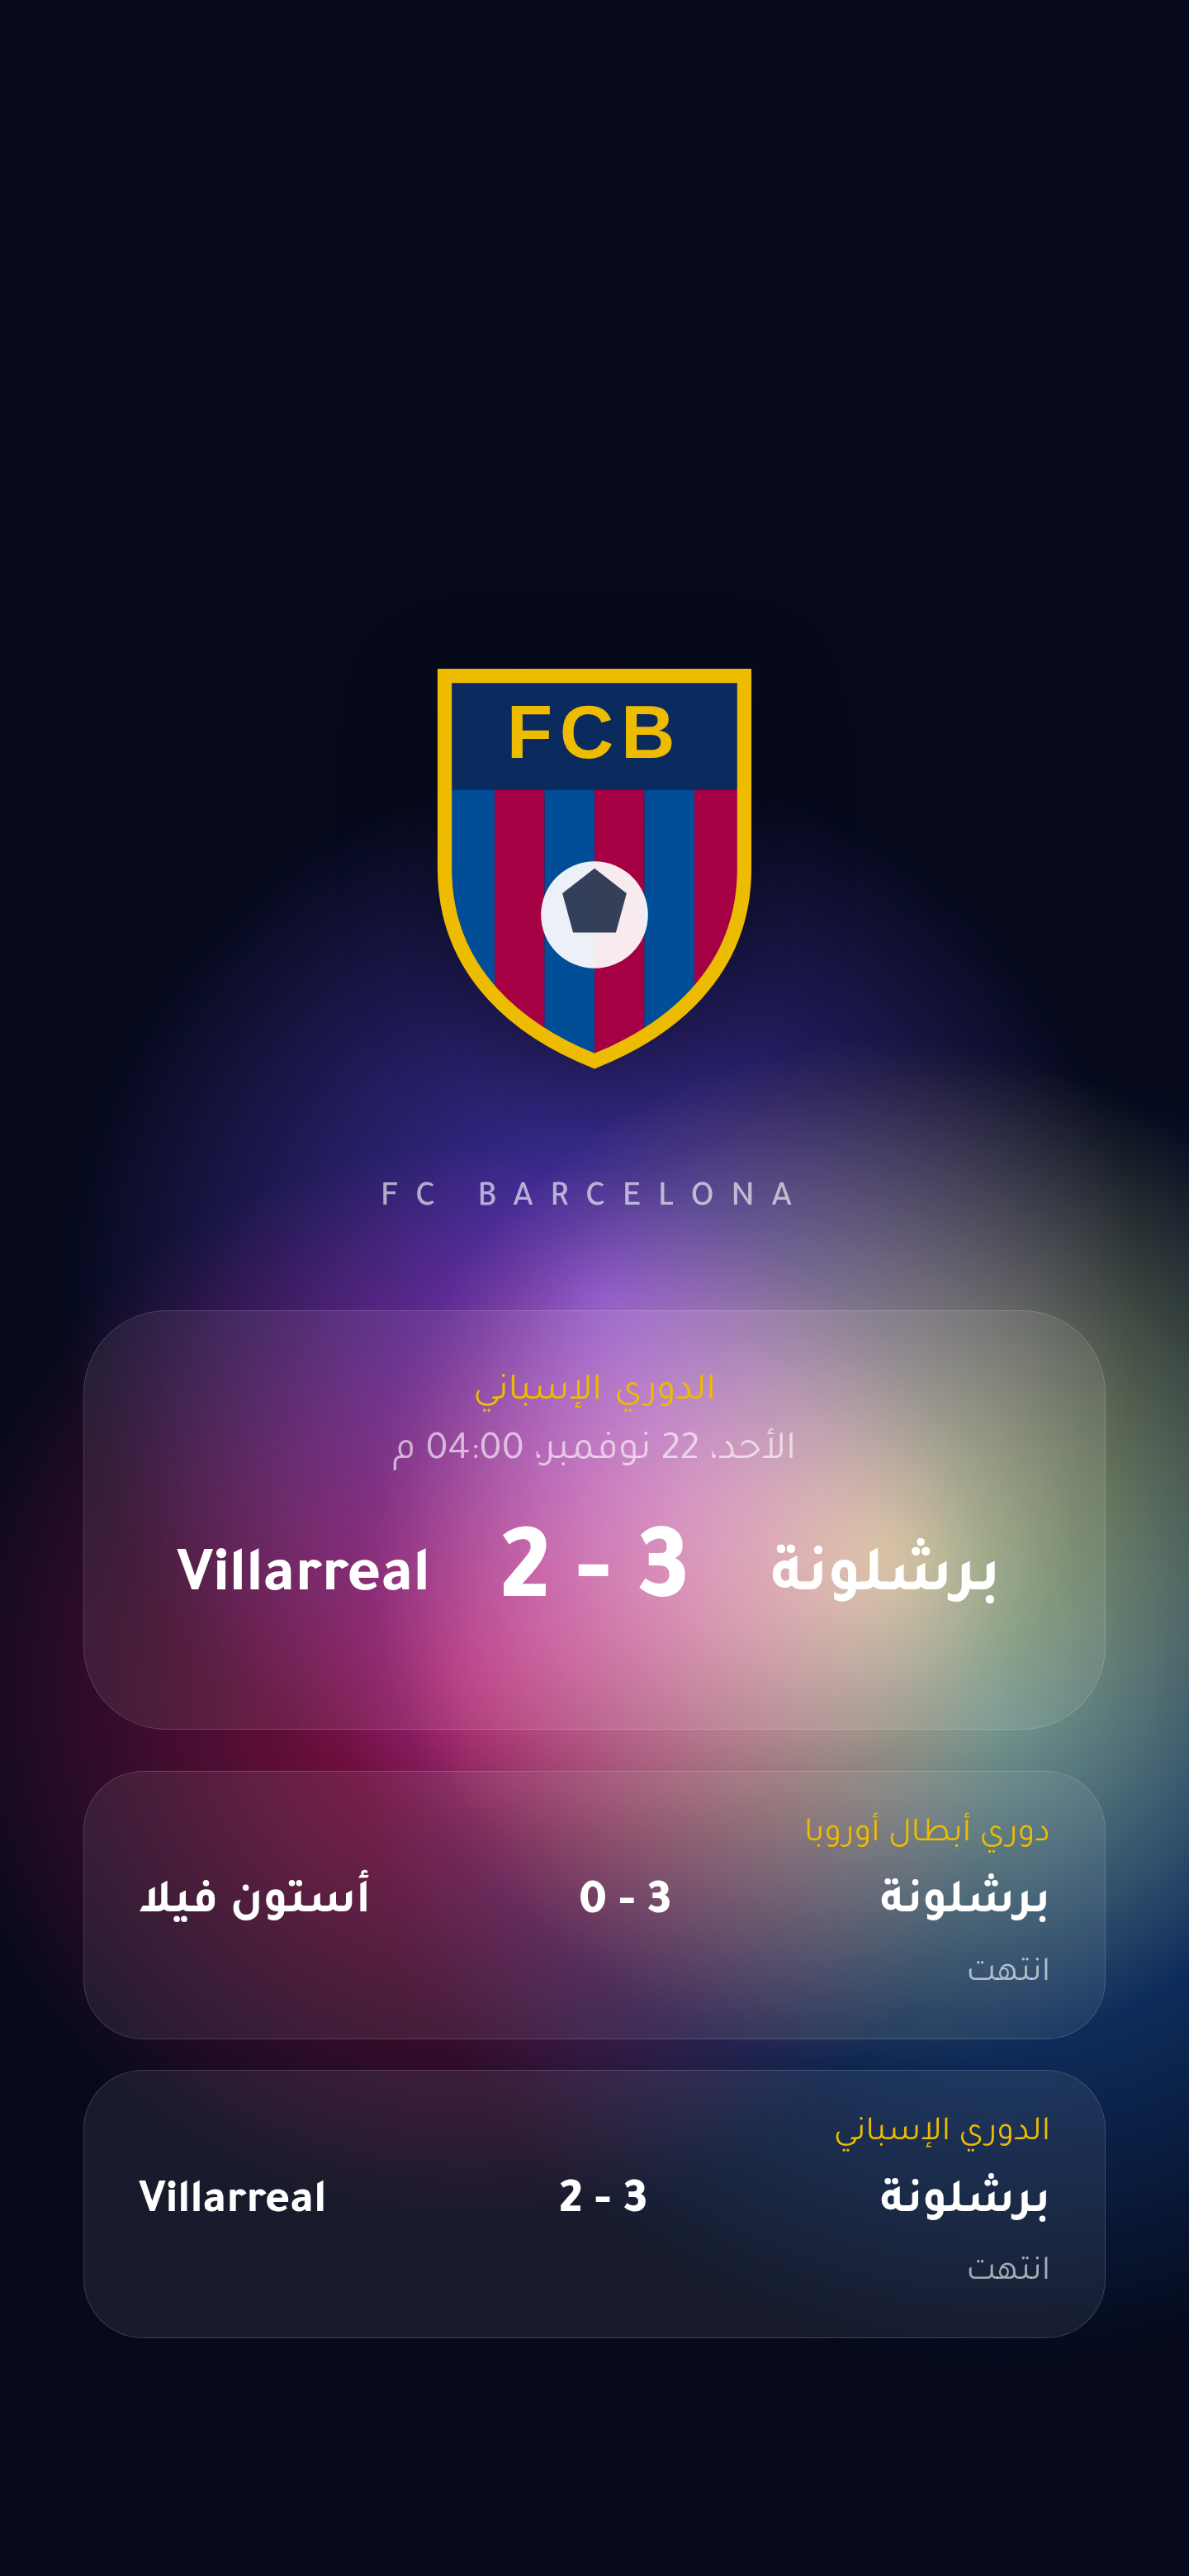 FCB
FC BARCELONA
الدوري الإسباني
الأحد، 22 نوفمبر، 04:00 م
برشلونة 3 - 2 Villarreal
دوري أبطال أوروبا
برشلونة 3 - 0 أستون فيلا
انتهت
الدوري الإسباني
برشلونة 3 - 2 Villarreal
انتهت